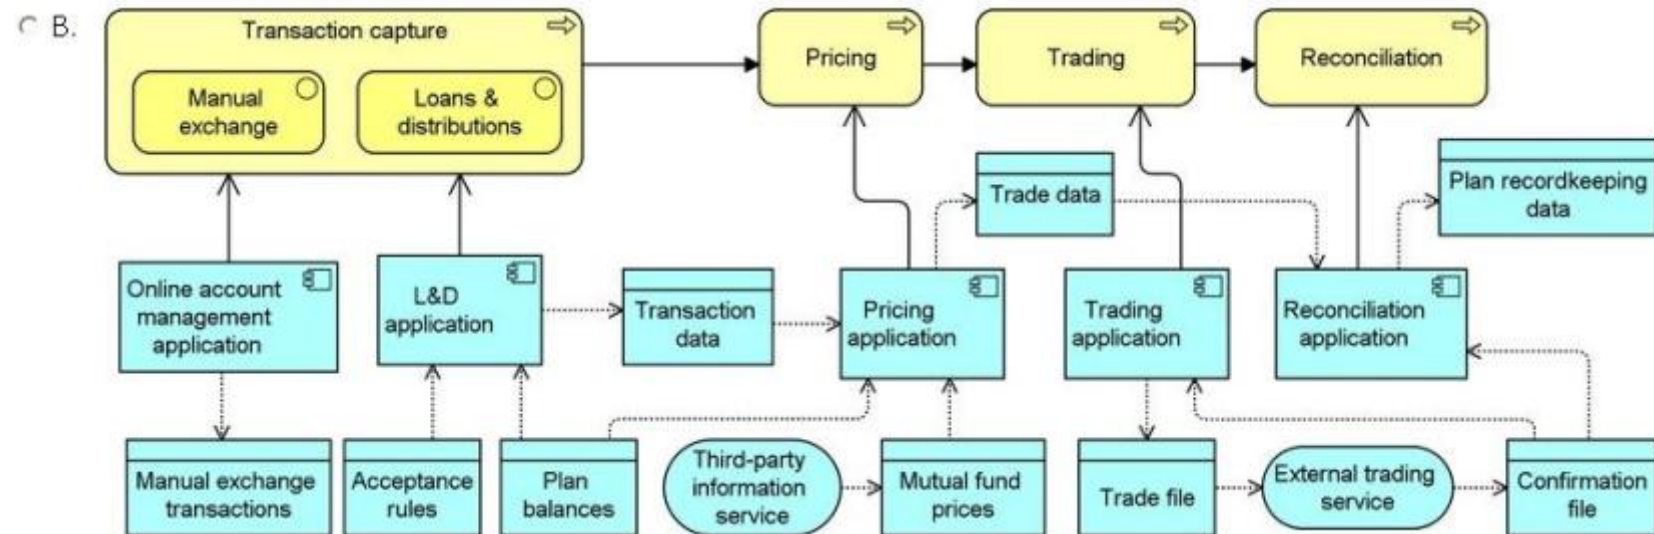 B.
Transaction capture
Manual
exchange
Loans &
distributions
Pricing
Trading
Reconciliation
Trade data
Plan recordkeeping
data
Online account
management
application
L&D
application
Transaction
data
Pricing
application
Trading
application
Reconciliation
application
Manual exchange
transactions
Acceptance
rules
Plan
balances
Third-party
information
service
Mutual fund
prices
Trade file
External trading
service
Confirmation
file